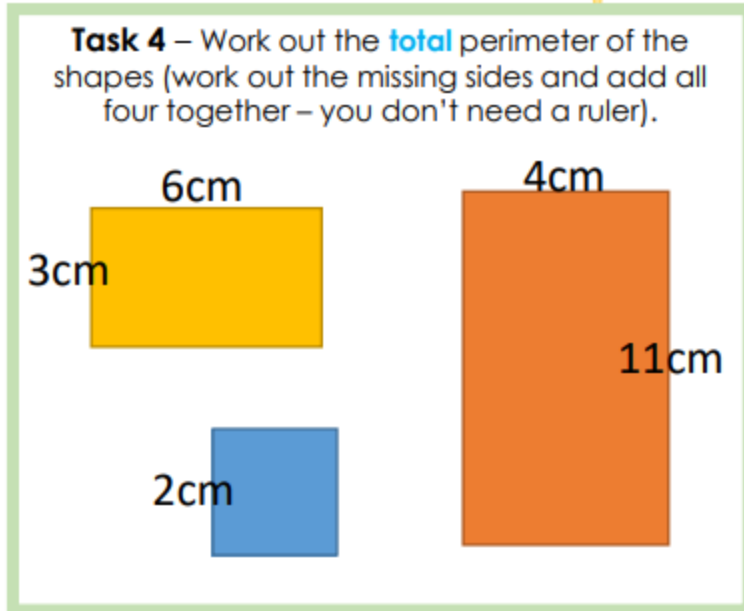 Task 4 – Work out the total perimeter of the
shapes (work out the missing sides and add all
four together – you don't need a ruler).
6cm
4cm
3cm
11cm
2cm